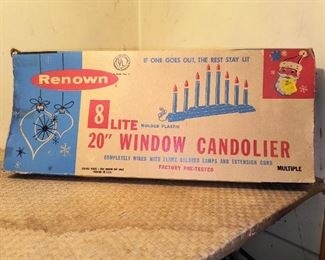 IF ONE GOES OUT, THE REST STAY LIT
Renown
8 LITE
MOLDED PLASTIC
20" WINDOW CANDOLIER
COMPLETELY WIRED WITH FLAME COLORED LAMPS AND EXTENSION CORD
FACTORY PRE-TESTED
MULTIPLE